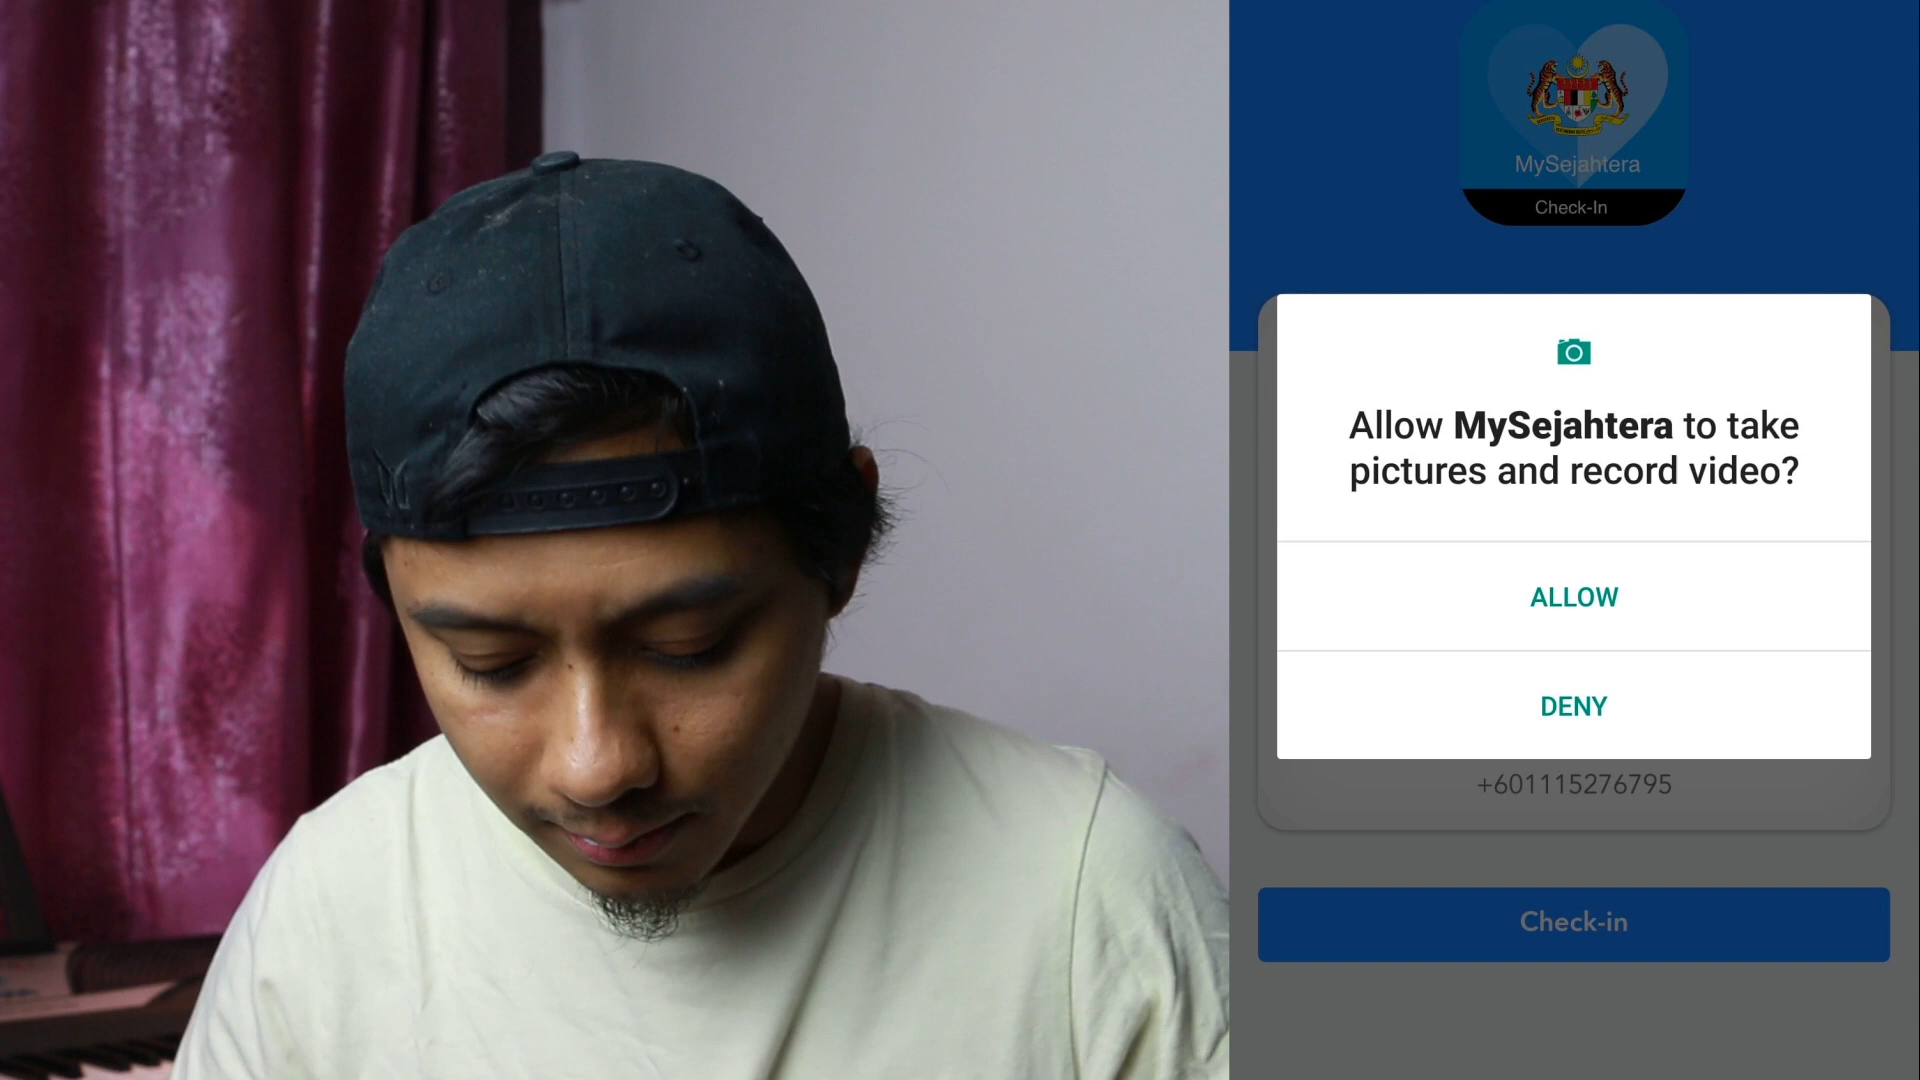 MySejahtera
Check-In
Allow MySejahtera to take
pictures and record video?
ALLOW
DENY
+601115276795
Check-in